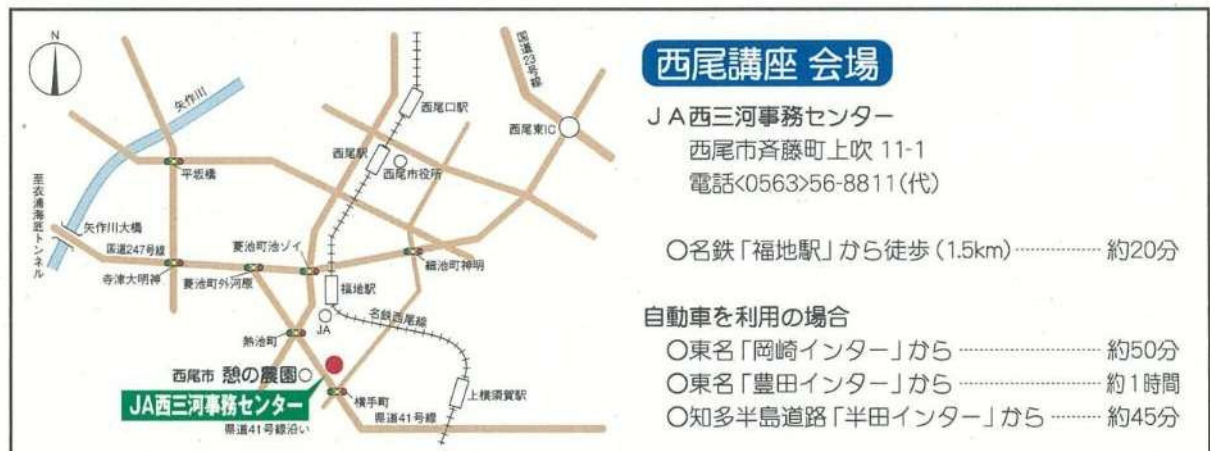 N
矢作川
平坂橋
至衣浦海底トンネル
矢作川大橋
国道247号線
寺津大明神
菱池町外河原
菱池町池ゾイ
西尾口駅
西尾駅
西尾市役所
国道23号線
西尾東IC
細池町神明
福地駅
JA
名鉄西尾線
熱池町
西尾市 憩の農園
JA西三河事務センター
県道41号線沿い
横手町
県道41号線
上横須賀駅
西尾講座 会場
JA西三河事務センター
西尾市斉藤町上吹 11-1
電話<0563>56-8811(代)
○名鉄「福地駅」から徒歩 (1.5km) ………… 約20分
自動車を利用の場合
○東名「岡崎インター」から ………………… 約50分
○東名「豊田インター」から ………………… 約1時間
○知多半島道路「半田インター」から ……… 約45分